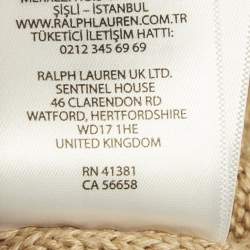 ŞİŞLİ – İSTANBUL
WWW.RALPHLAUREN.COM.TR
TÜKETİCİ İLETİŞİM HATTI:
0212 345 69 69
RALPH LAUREN UK LTD.
SENTINEL HOUSE
46 CLARENDON RD
WATFORD, HERTFORDSHIRE
WD17 1HE
UNITED KINGDOM
RN 41381
CA 56658